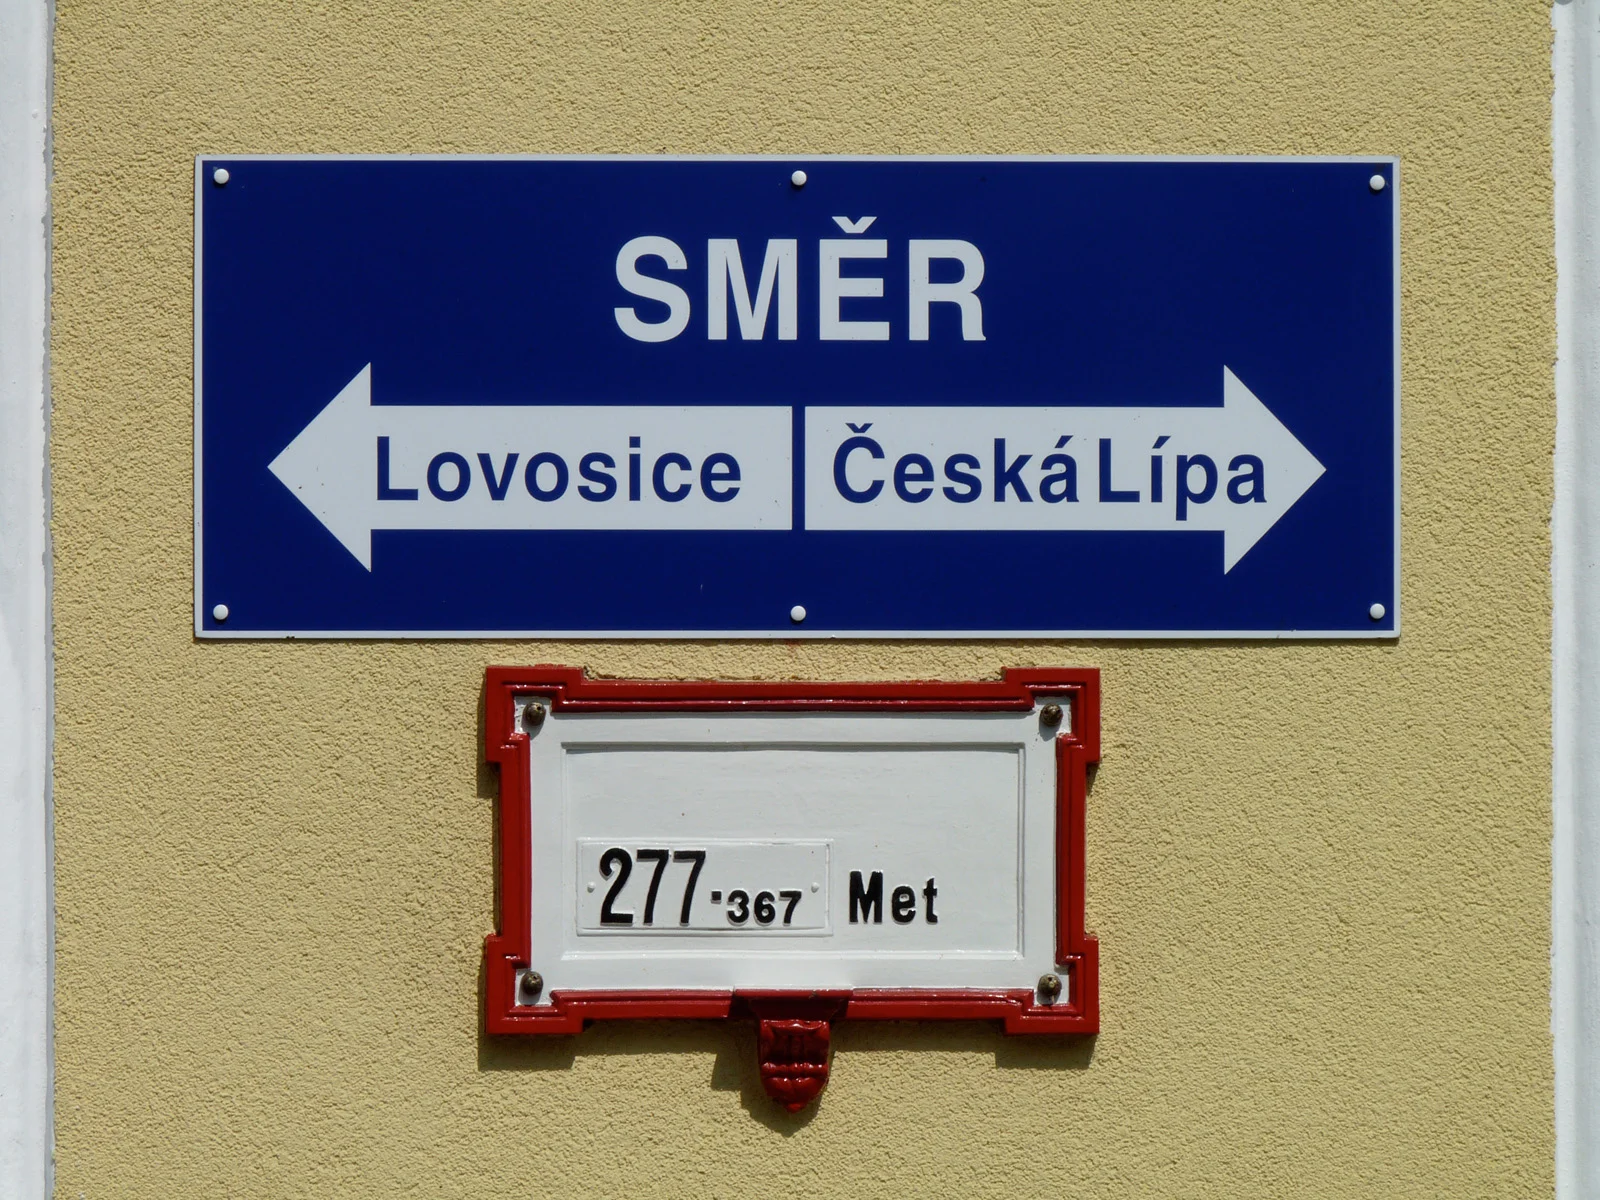 SMĚR
Lovosice Česká Lípa
277.367 Met